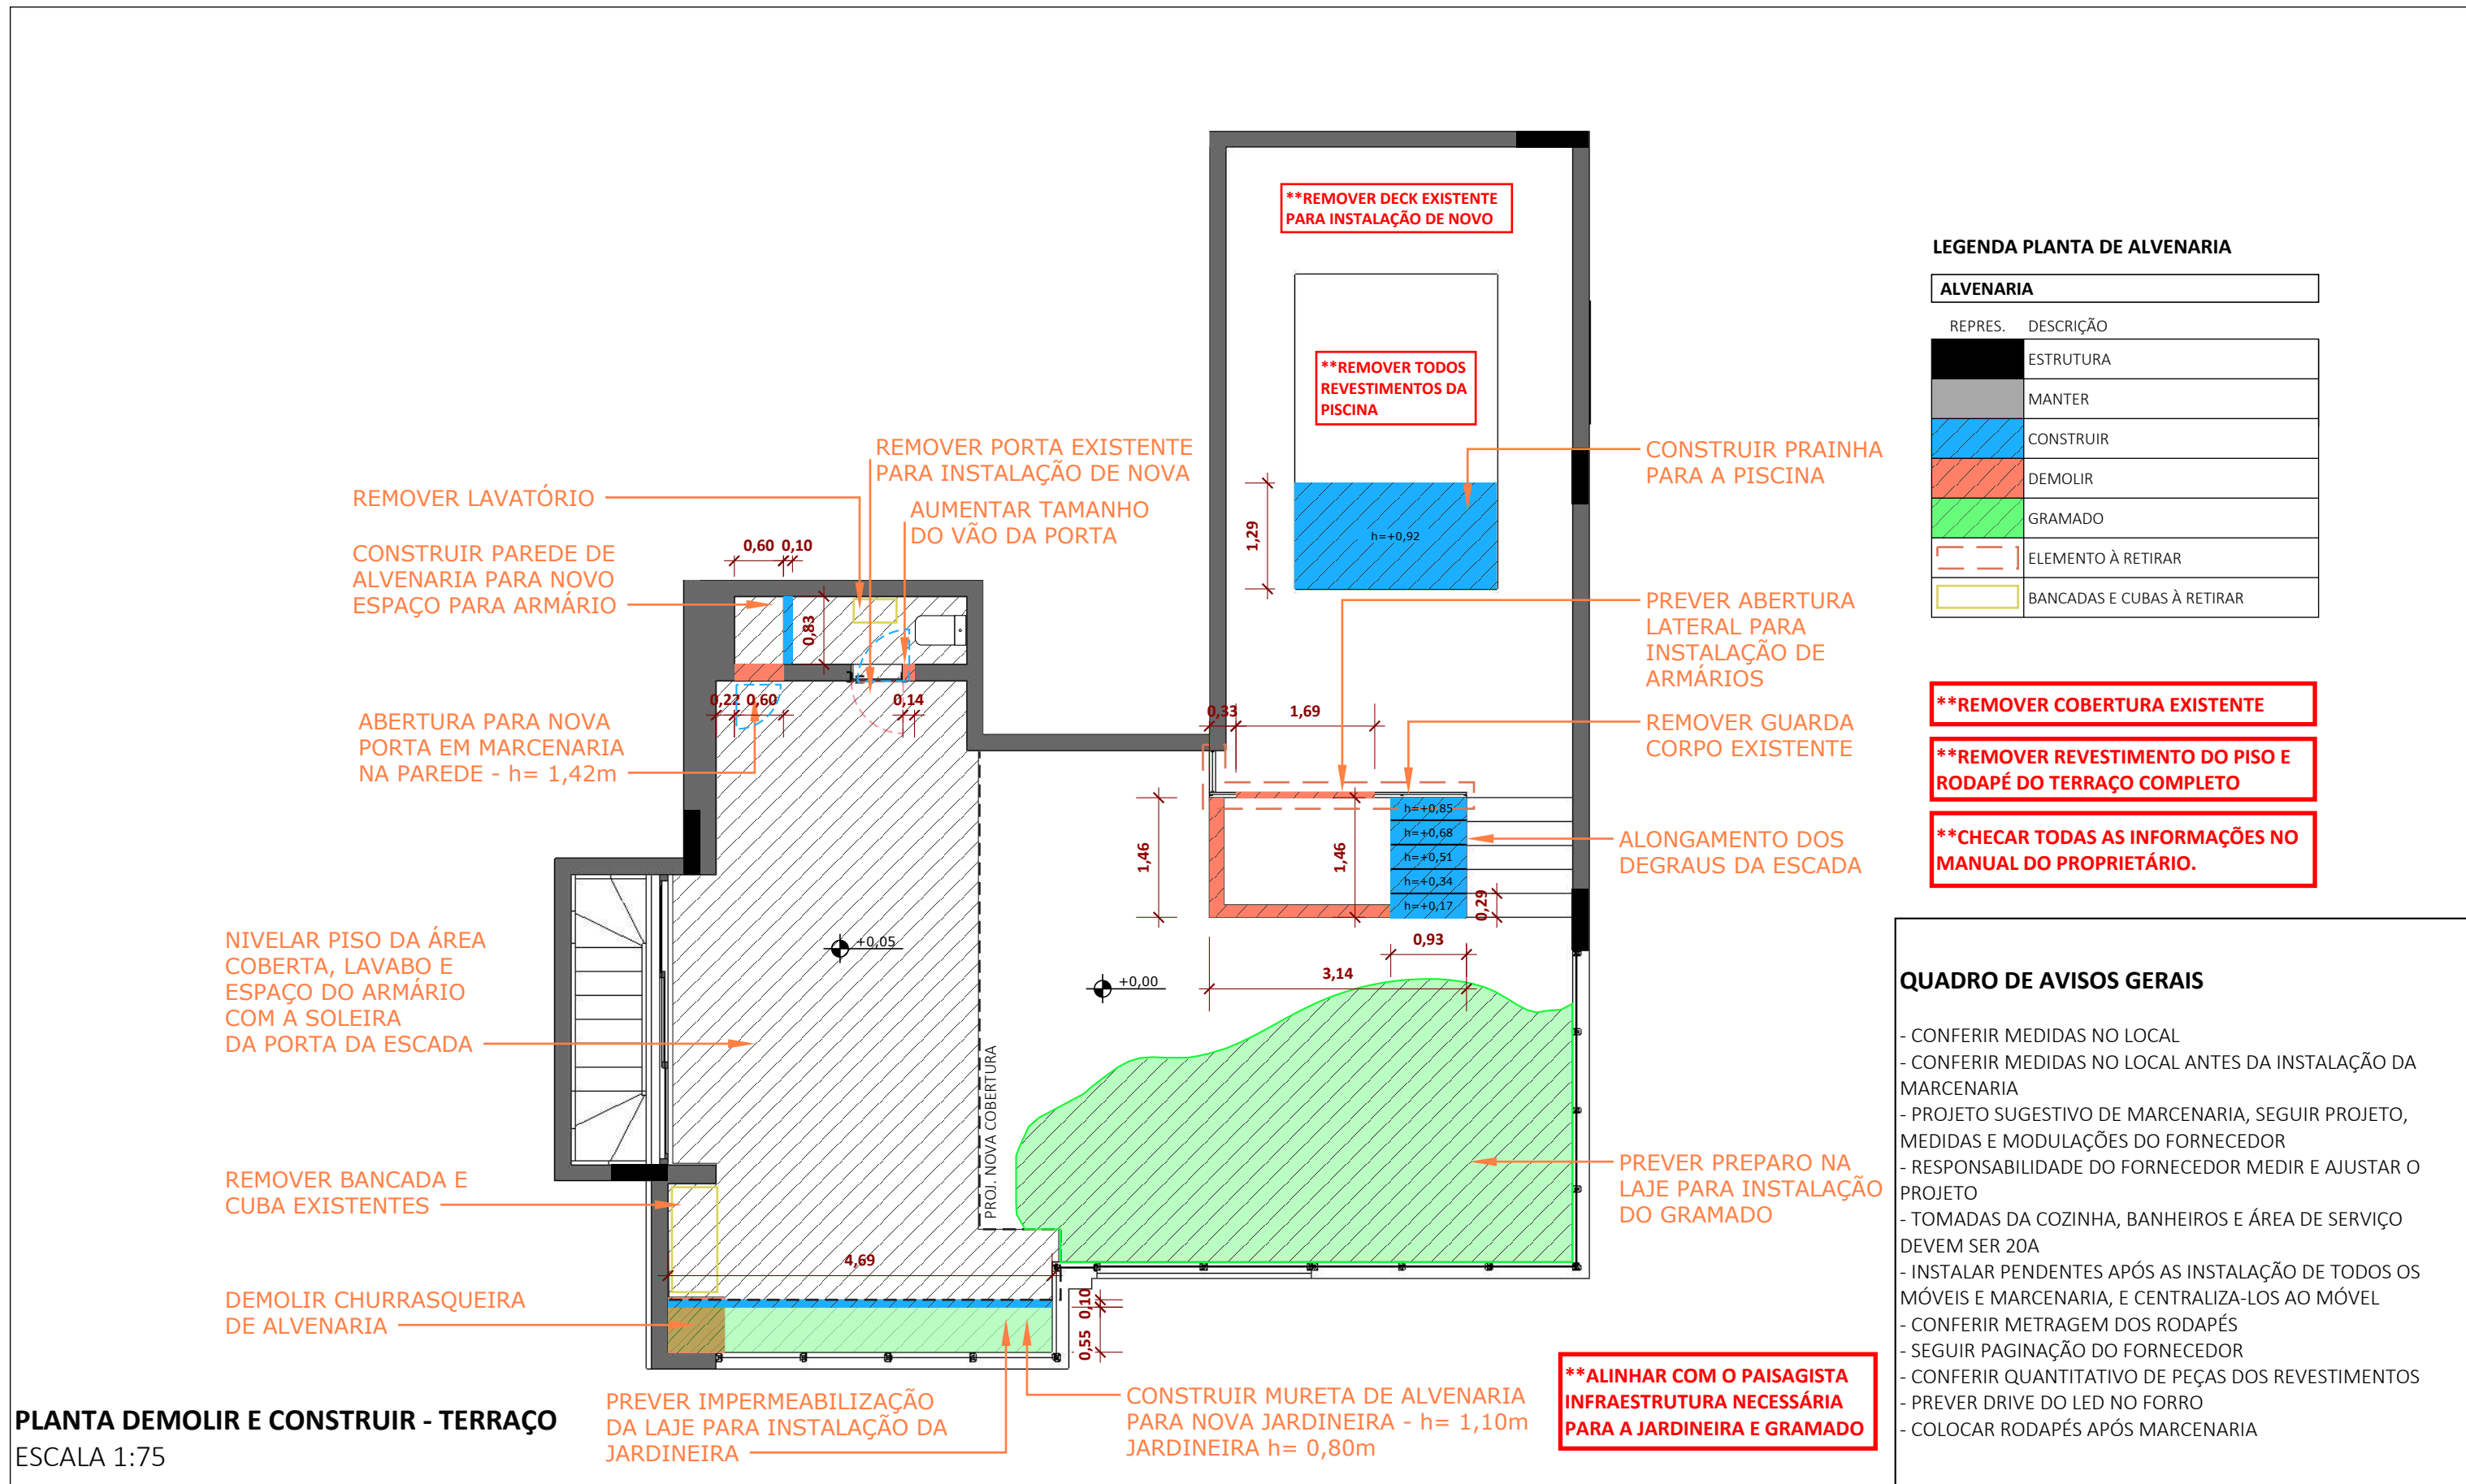 **REMOVER DECK EXISTENTE
PARA INSTALAÇÃO DE NOVO
**REMOVER TODOS
REVESTIMENTOS DA
PISCINA
REMOVER PORTA EXISTENTE
PARA INSTALAÇÃO DE NOVA
REMOVER LAVATÓRIO
AUMENTAR TAMANHO
DO VÃO DA PORTA
CONSTRUIR PAREDE DE
ALVENARIA PARA NOVO
ESPAÇO PARA ARMÁRIO
0,60 0,10
0,83
0,22 0,60
0,14
ABERTURA PARA NOVA
PORTA EM MARCENARIA
NA PAREDE - h= 1,42m
CONSTRUIR PRAINHA
PARA A PISCINA
1,29
h=+0,92
PREVER ABERTURA
LATERAL PARA
INSTALAÇÃO DE
ARMÁRIOS
0,33
1,69
REMOVER GUARDA
CORPO EXISTENTE
h=+0,85
h=+0,68
h=+0,51
h=+0,34
h=+0,17
1,46
1,46
0,29
ALONGAMENTO DOS
DEGRAUS DA ESCADA
0,93
3,14
+0,05
+0,00
NIVELAR PISO DA ÁREA
COBERTA, LAVABO E
ESPAÇO DO ARMÁRIO
COM A SOLEIRA
DA PORTA DA ESCADA
PROJ. NOVA COBERTURA
REMOVER BANCADA E
CUBA EXISTENTES
PREVER PREPARO NA
LAJE PARA INSTALAÇÃO
DO GRAMADO
4,69
0,10
0,55
DEMOLIR CHURRASQUEIRA
DE ALVENARIA
PREVER IMPERMEABILIZAÇÃO
DA LAJE PARA INSTALAÇÃO DA
JARDINEIRA
CONSTRUIR MURETA DE ALVENARIA
PARA NOVA JARDINEIRA - h= 1,10m
JARDINEIRA h= 0,80m
**ALINHAR COM O PAISAGISTA
INFRAESTRUTURA NECESSÁRIA
PARA A JARDINEIRA E GRAMADO
PLANTA DEMOLIR E CONSTRUIR - TERRAÇO
ESCALA 1:75
LEGENDA PLANTA DE ALVENARIA
ALVENARIA
REPRES. DESCRIÇÃO
ESTRUTURA
MANTER
CONSTRUIR
DEMOLIR
GRAMADO
ELEMENTO À RETIRAR
BANCADAS E CUBAS À RETIRAR
**REMOVER COBERTURA EXISTENTE
**REMOVER REVESTIMENTO DO PISO E
RODAPÉ DO TERRAÇO COMPLETO
**CHECAR TODAS AS INFORMAÇÕES NO
MANUAL DO PROPRIETÁRIO.
QUADRO DE AVISOS GERAIS
- CONFERIR MEDIDAS NO LOCAL
- CONFERIR MEDIDAS NO LOCAL ANTES DA INSTALAÇÃO DA
MARCENARIA
- PROJETO SUGESTIVO DE MARCENARIA, SEGUIR PROJETO,
MEDIDAS E MODULAÇÕES DO FORNECEDOR
- RESPONSABILIDADE DO FORNECEDOR MEDIR E AJUSTAR O
PROJETO
- TOMADAS DA COZINHA, BANHEIROS E ÁREA DE SERVIÇO
DEVEM SER 20A
- INSTALAR PENDENTES APÓS AS INSTALAÇÃO DE TODOS OS
MÓVEIS E MARCENARIA, E CENTRALIZA-LOS AO MÓVEL
- CONFERIR METRAGEM DOS RODAPÉS
- SEGUIR PAGINAÇÃO DO FORNECEDOR
- CONFERIR QUANTITATIVO DE PEÇAS DOS REVESTIMENTOS
- PREVER DRIVE DO LED NO FORRO
- COLOCAR RODAPÉS APÓS MARCENARIA